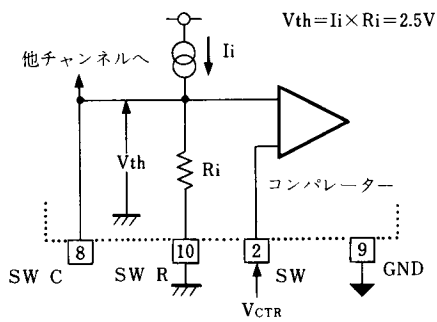 Vth=Ii×Ri=2.5V
他チャンネルへ
Ii
Vth
Ri
コンパレーター
8
10
2
9
SW C
SW R
SW
GND
VCTR